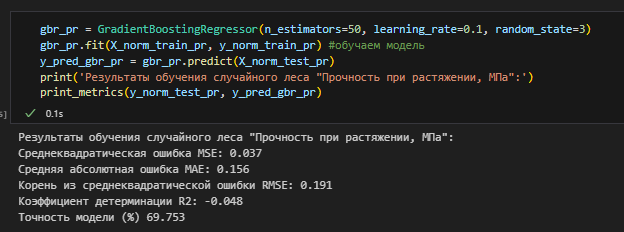 gbr_pr = GradientBoostingRegressor(n_estimators=50, learning_rate=0.1, random_state=3)
gbr_pr.fit(X_norm_train_pr, y_norm_train_pr) #обучаем модель
y_pred_gbr_pr = gbr_pr.predict(X_norm_test_pr)
print('Результаты обучения случайного леса "Прочность при растяжении, МПа":')
print_metrics(y_norm_test_pr, y_pred_gbr_pr)
✓ 0.1s
Результаты обучения случайного леса "Прочность при растяжении, МПа":
Среднеквадратическая ошибка MSE: 0.037
Средняя абсолютная ошибка MAE: 0.156
Корень из среднеквадратической ошибки RMSE: 0.191
Коэффициент детерминации R2: -0.048
Точность модели (%) 69.753